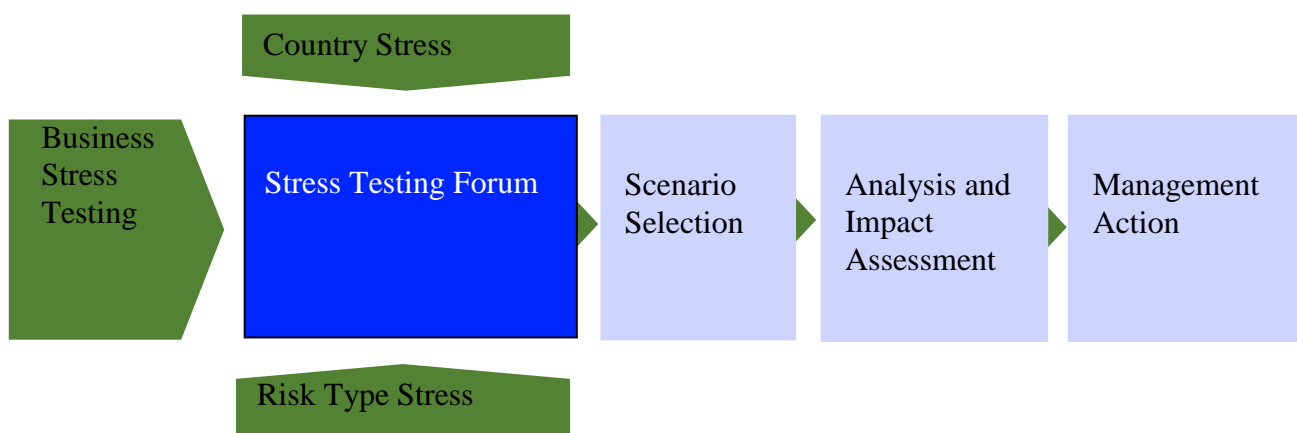 Country Stress
Business
Stress
Testing
Stress Testing Forum
Scenario
Selection
Analysis and
Impact
Assessment
Management
Action
Risk Type Stress